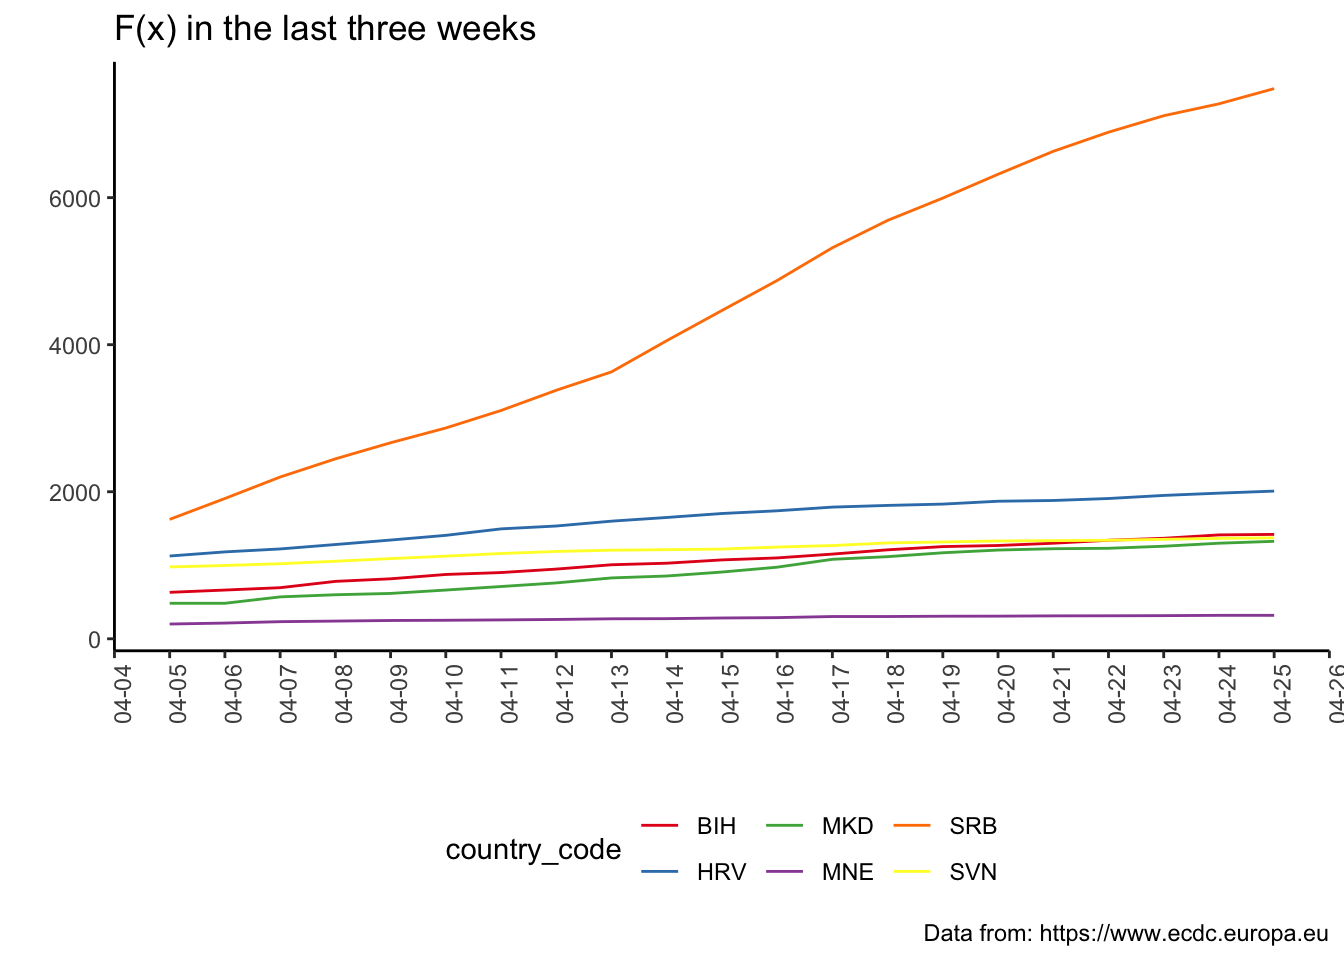 F(x) in the last three weeks
6000
4000
2000
0
04-04 04-05 04-06 04-07 04-08 04-09 04-10 04-11 04-12 04-13 04-14 04-15 04-16 04-17 04-18 04-19 04-20 04-21 04-22 04-23 04-24 04-25 04-26
country_code
BIH MKD SRB
HRV MNE SVN
Data from: https://www.ecdc.europa.eu